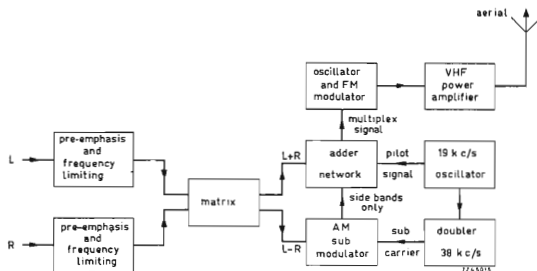 aerial
oscillator
and FM
modulator
VHF
power
amplifier
multiplex
signal
pre-emphasis
and
frequency
limiting
L
L+R
adder
network
pilot
signal
19 k c/s
oscillator
matrix
side bands
only
R
pre-emphasis
and
frequency
limiting
L-R
AM
sub
modulator
sub
carrier
doubler
38 k c/s